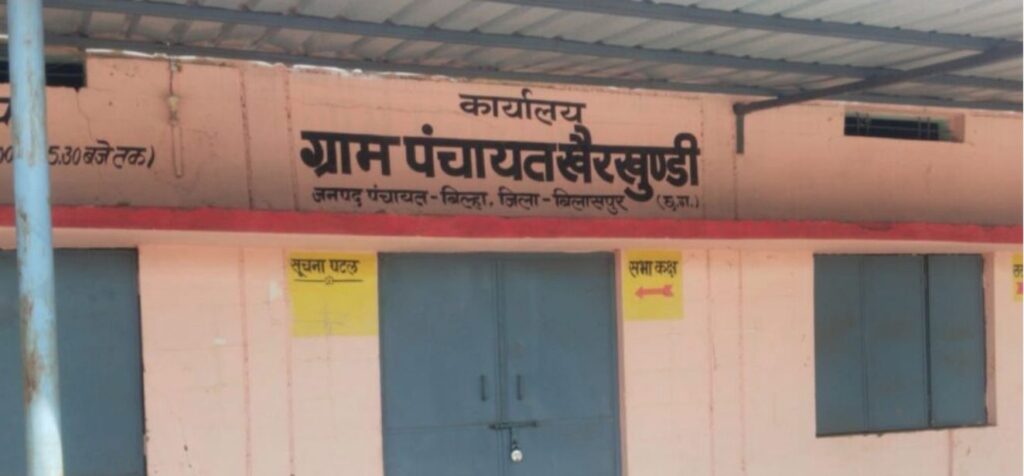 कार्यालय
ग्राम पंचायत खैरखुण्डी
जनपद पंचायत - बिल्हा, जिला - बिलासपुर (छ.ग.)
5.30 बजे तक)
सूचना पटल
सभा कक्ष